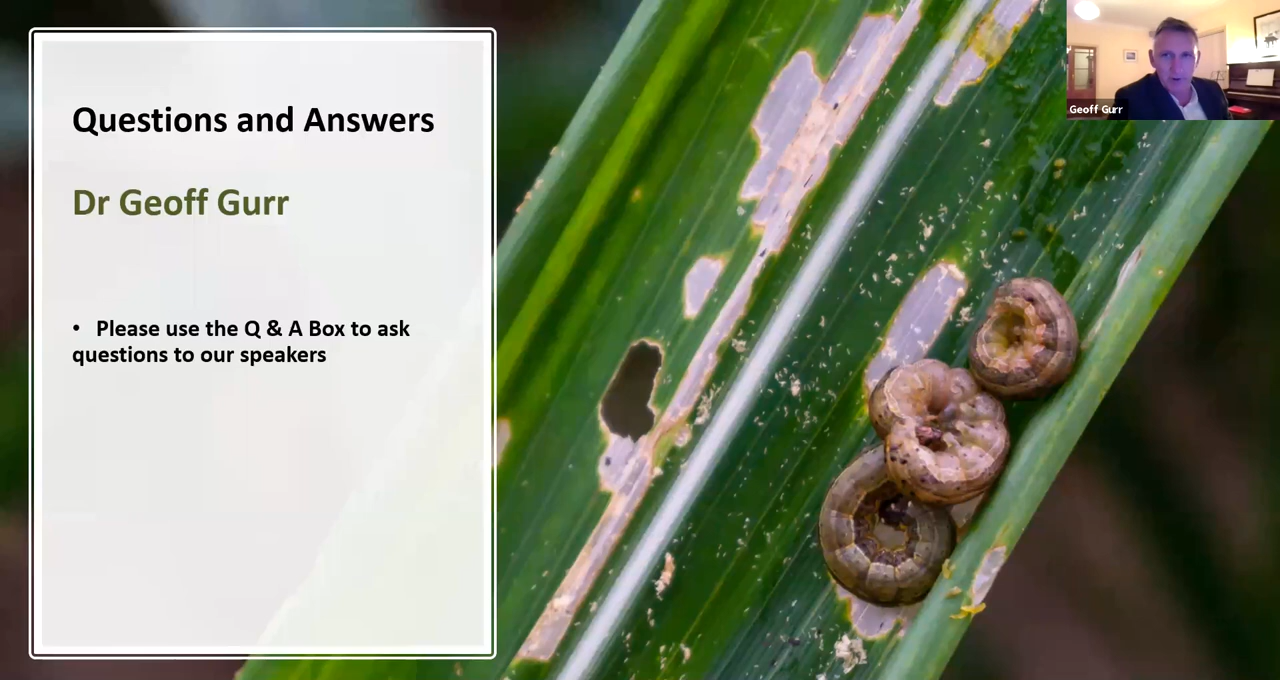 Questions and Answers
Dr Geoff Gurr
• Please use the Q & A Box to ask
questions to our speakers
Geoff Gurr